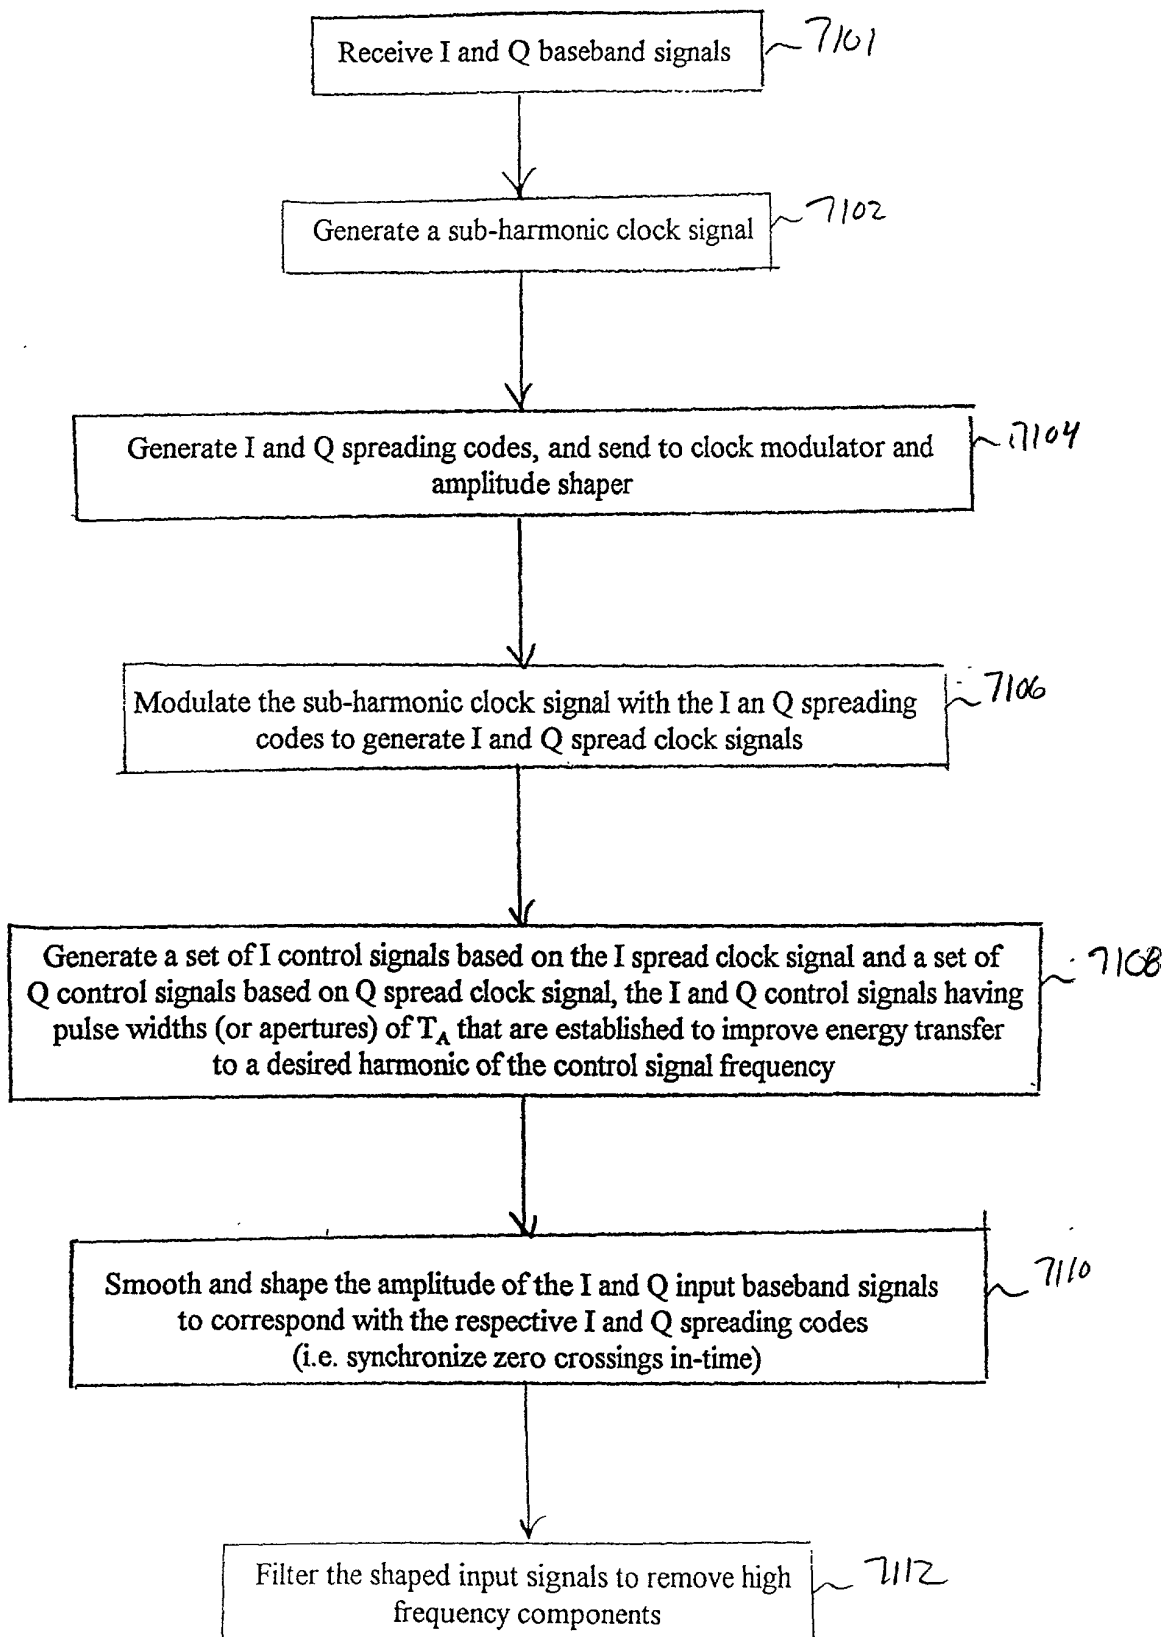 Receive I and Q baseband signals
7101
Generate a sub-harmonic clock signal
7102
Generate I and Q spreading codes, and send to clock modulator and
amplitude shaper
7104
Modulate the sub-harmonic clock signal with the I an Q spreading
codes to generate I and Q spread clock signals
7106
Generate a set of I control signals based on the I spread clock signal and a set of
Q control signals based on Q spread clock signal, the I and Q control signals having
pulse widths (or apertures) of T_A that are established to improve energy transfer
to a desired harmonic of the control signal frequency
7108
Smooth and shape the amplitude of the I and Q input baseband signals
to correspond with the respective I and Q spreading codes
(i.e. synchronize zero crossings in-time)
7110
Filter the shaped input signals to remove high
frequency components
7112